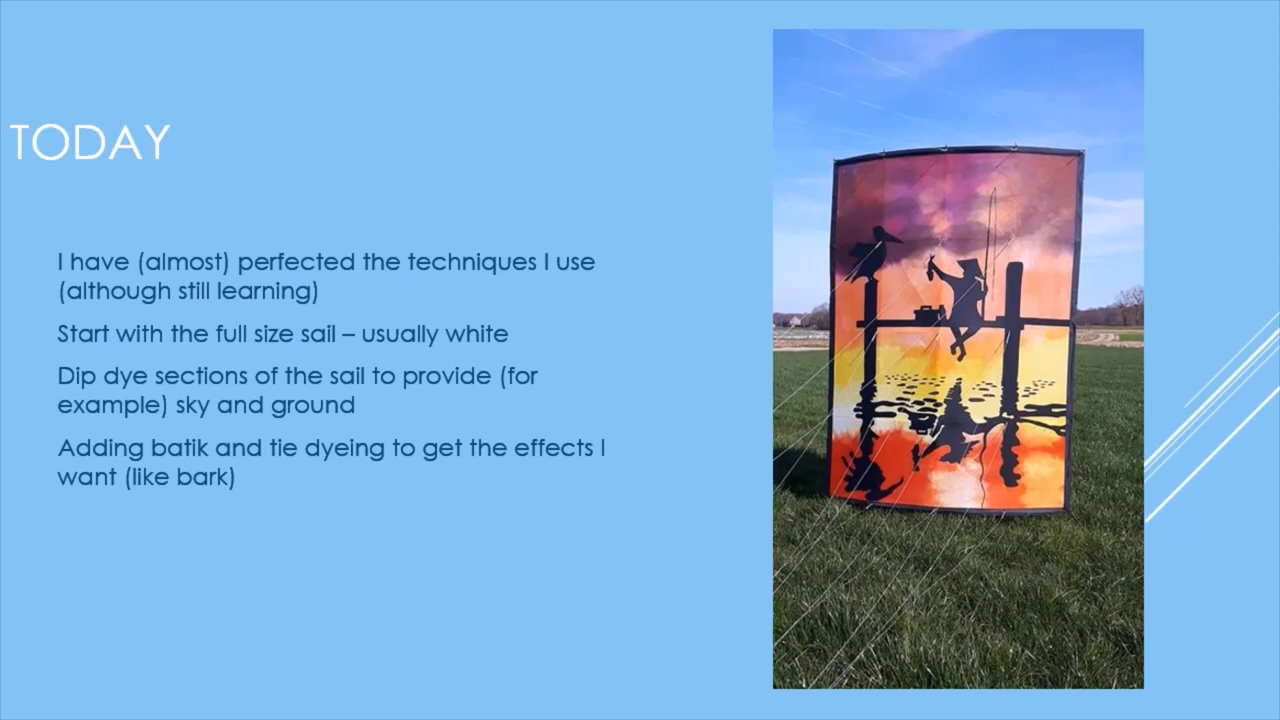 TODAY
I have (almost) perfected the techniques I use
(although still learning)
Start with the full size sail – usually white
Dip dye sections of the sail to provide (for
example) sky and ground
Adding batik and tie dyeing to get the effects I
want (like bark)